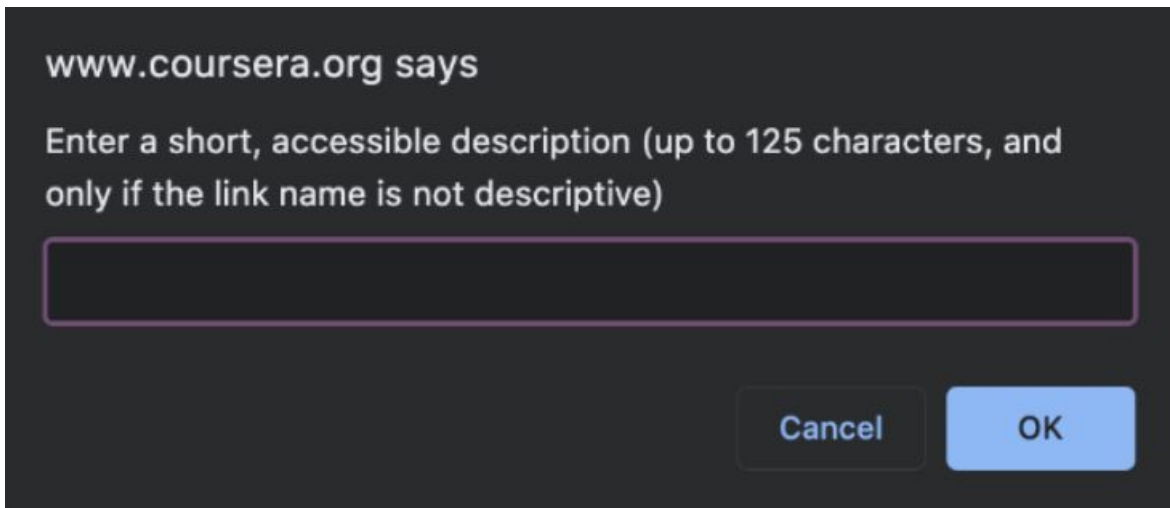 www.coursera.org says
Enter a short, accessible description (up to 125 characters, and
only if the link name is not descriptive)
Cancel
OK